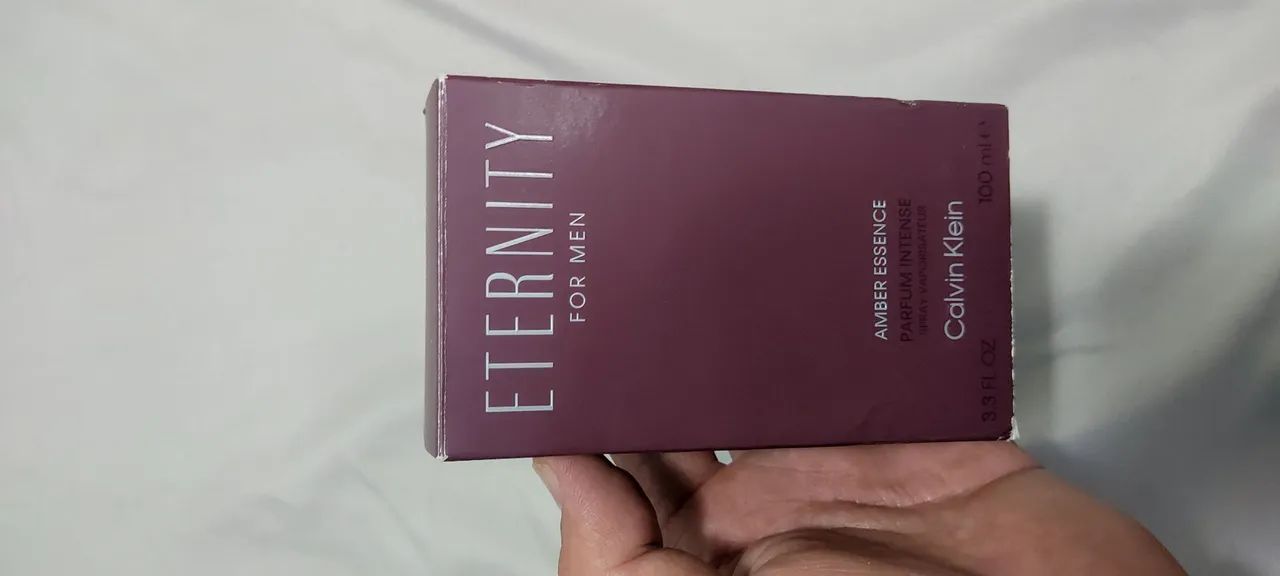 ETERNITY
FOR MEN
AMBER ESSENCE
PARFUM INTENSE
SPRAY VAPORISATEUR
Calvin Klein
3.3 FL OZ 100 ml ℮